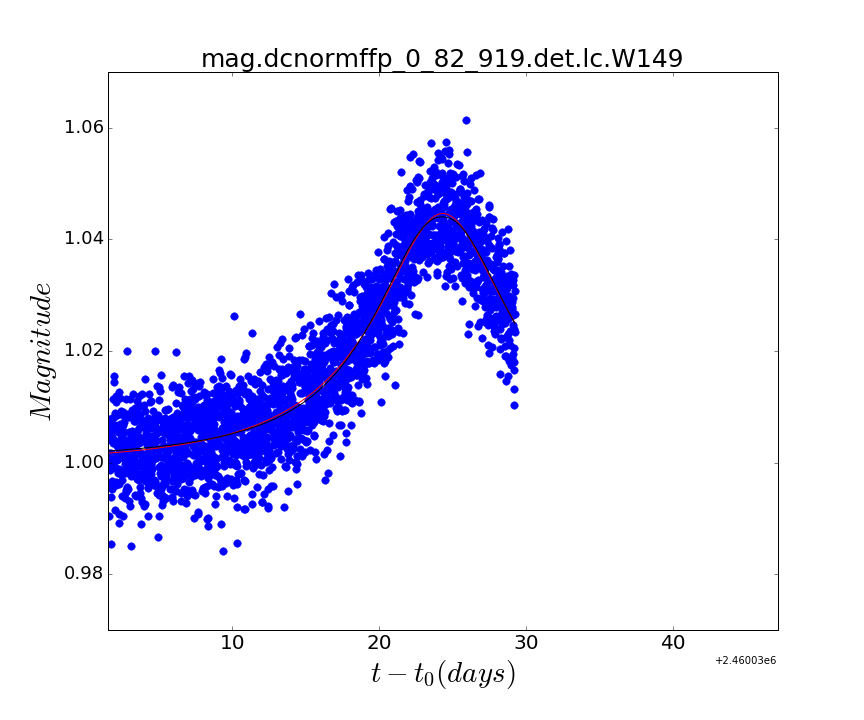 mag.dcnormffp_0_82_919.det.lc.W149
1.06
1.04
1.02
1.00
0.98
Magnitude
10 20 30 40
+2.46003e6
t − t₀(days)